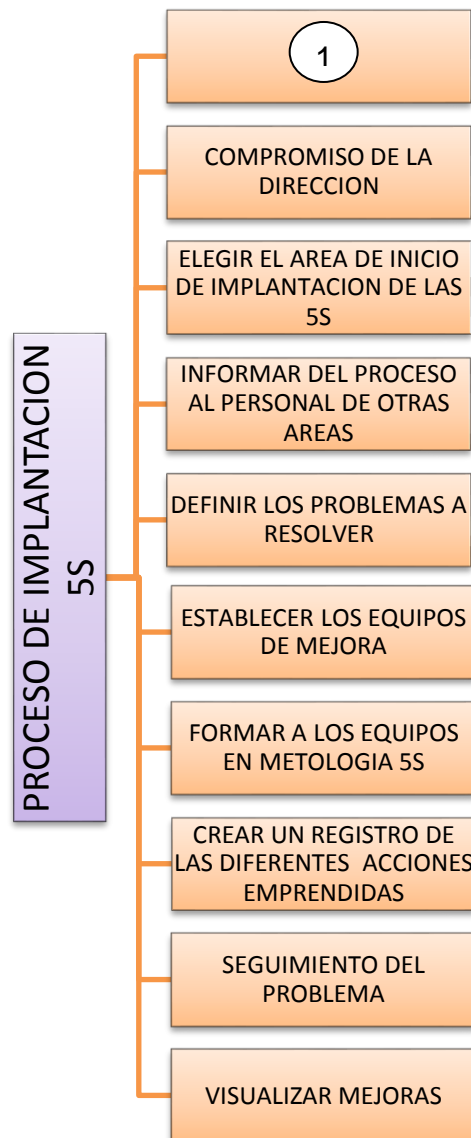 1
COMPROMISO DE LA
DIRECCION
ELEGIR EL AREA DE INICIO
DE IMPLANTACION DE LAS
5S
INFORMAR DEL PROCESO
AL PERSONAL DE OTRAS
AREAS
DEFINIR LOS PROBLEMAS A
RESOLVER
ESTABLECER LOS EQUIPOS
DE MEJORA
FORMAR A LOS EQUIPOS
EN METOLOGIA 5S
CREAR UN REGISTRO DE
LAS DIFERENTES ACCIONES
EMPRENDIDAS
SEGUIMIENTO DEL
PROBLEMA
VISUALIZAR MEJORAS
PROCESO DE IMPLANTACION
5S